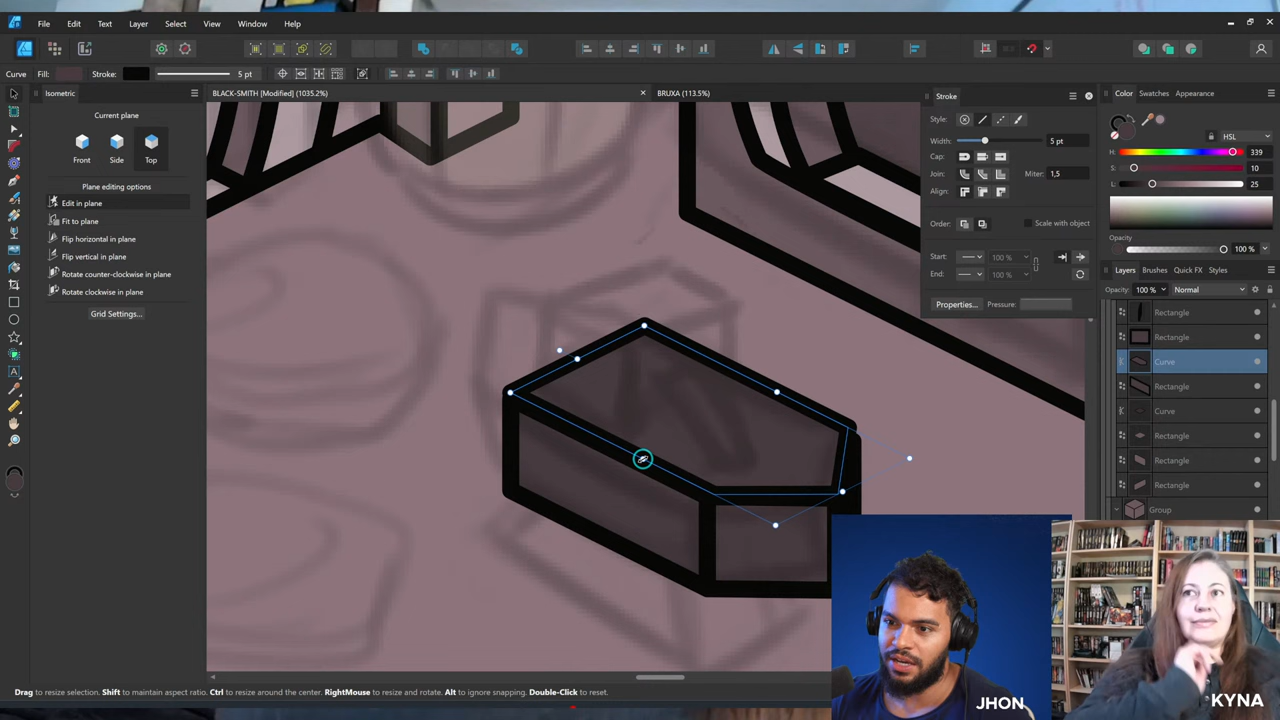 File Edit Text Layer Select View Window Help
Curve Fill: Stroke: 5 pt
BLACK-SMITH [Modified] (1035.2%)
BRUXA (113.5%)
Isometric
Current plane
Front Side Top
Plane editing options
Edit in plane
Fit to plane
Flip horizontal in plane
Flip vertical in plane
Rotate counter-clockwise in plane
Rotate clockwise in plane
Grid Settings...
Stroke
Style:
Width: 5 pt
Cap:
Join: Miter: 1,5
Align:
Order: Scale with object
Start: 100 %
End: 100 %
Properties... Pressure:
Color Swatches Appearance
HSL
H: 339
S: 10
L: 25
Opacity
100 %
Layers Brushes Quick FX Styles
Opacity: 100 % Normal
Rectangle
Rectangle
Curve
Rectangle
Curve
Rectangle
Rectangle
Rectangle
Group
Drag to resize selection. Shift to maintain aspect ratio. Ctrl to resize around the center. RightMouse to resize and rotate. Alt to ignore snapping. Double-Click to reset.
JHON
KYNA